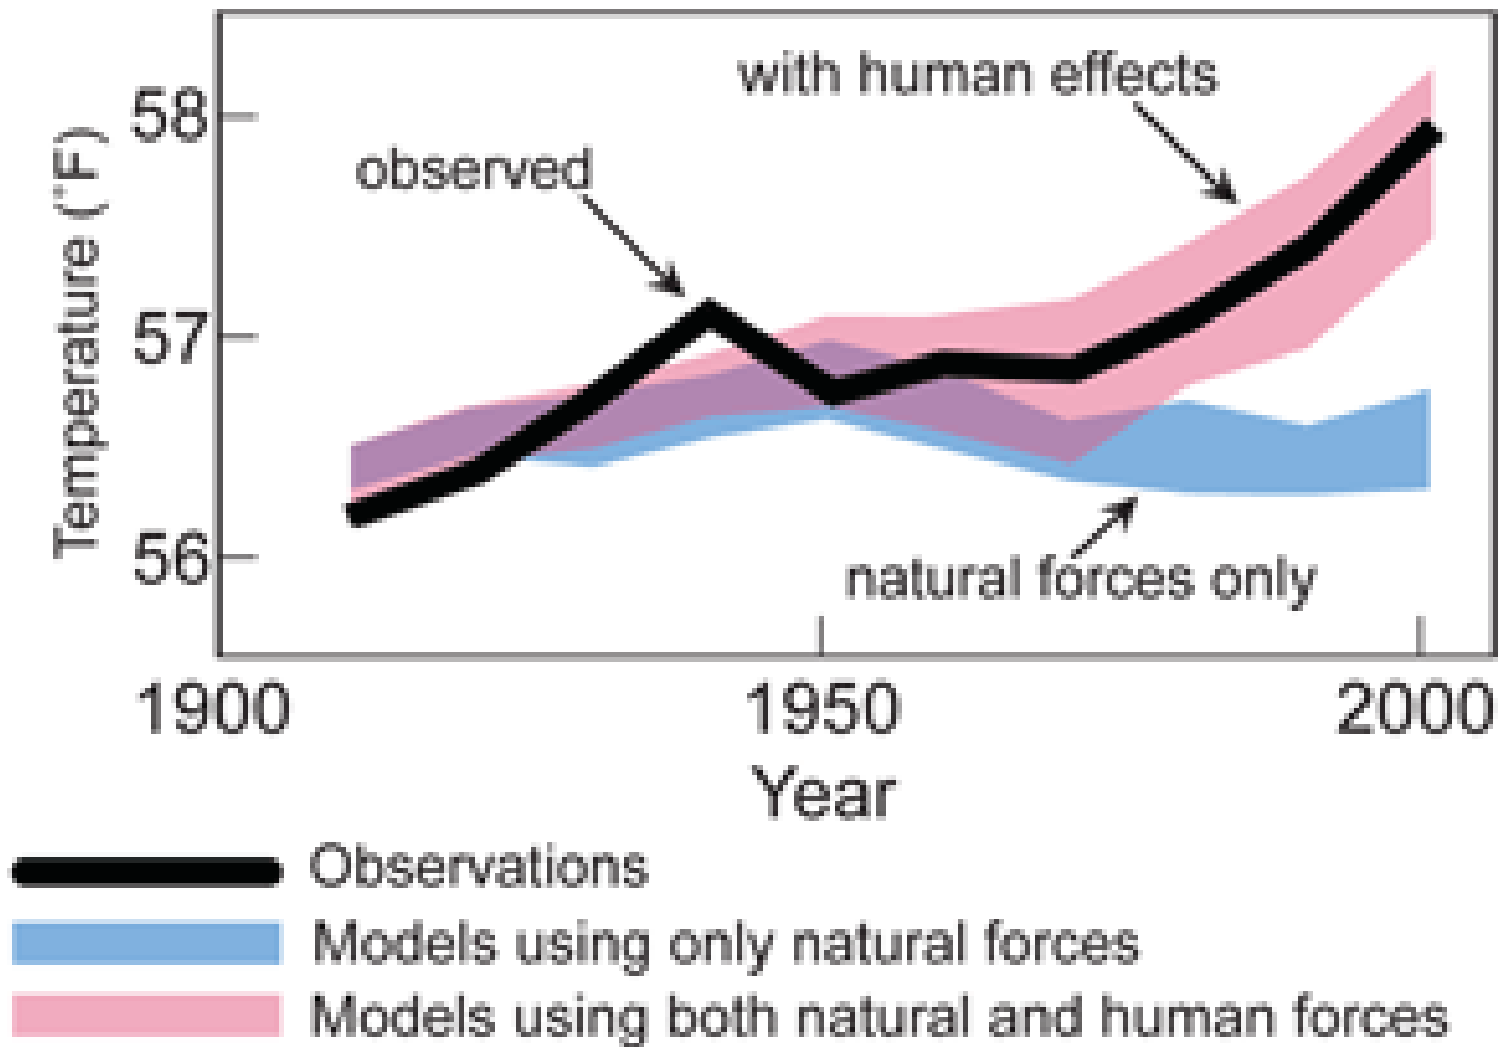 with human effects
58
observed
57
56
Temperature (°F)
natural forces only
1900 1950 2000
Year
Observations
Models using only natural forces
Models using both natural and human forces